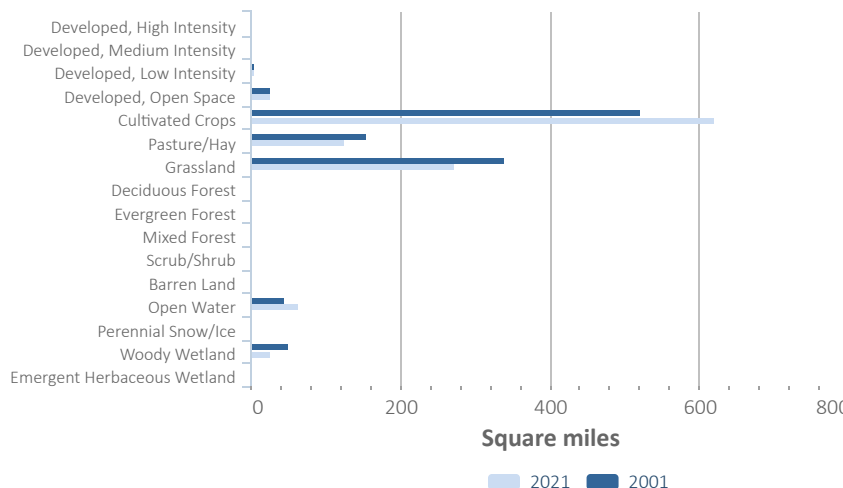 Developed, High Intensity
Developed, Medium Intensity
Developed, Low Intensity
Developed, Open Space
Cultivated Crops
Pasture/Hay
Grassland
Deciduous Forest
Evergreen Forest
Mixed Forest
Scrub/Shrub
Barren Land
Open Water
Perennial Snow/Ice
Woody Wetland
Emergent Herbaceous Wetland
0 200 400 600 800
Square miles
2021 2001